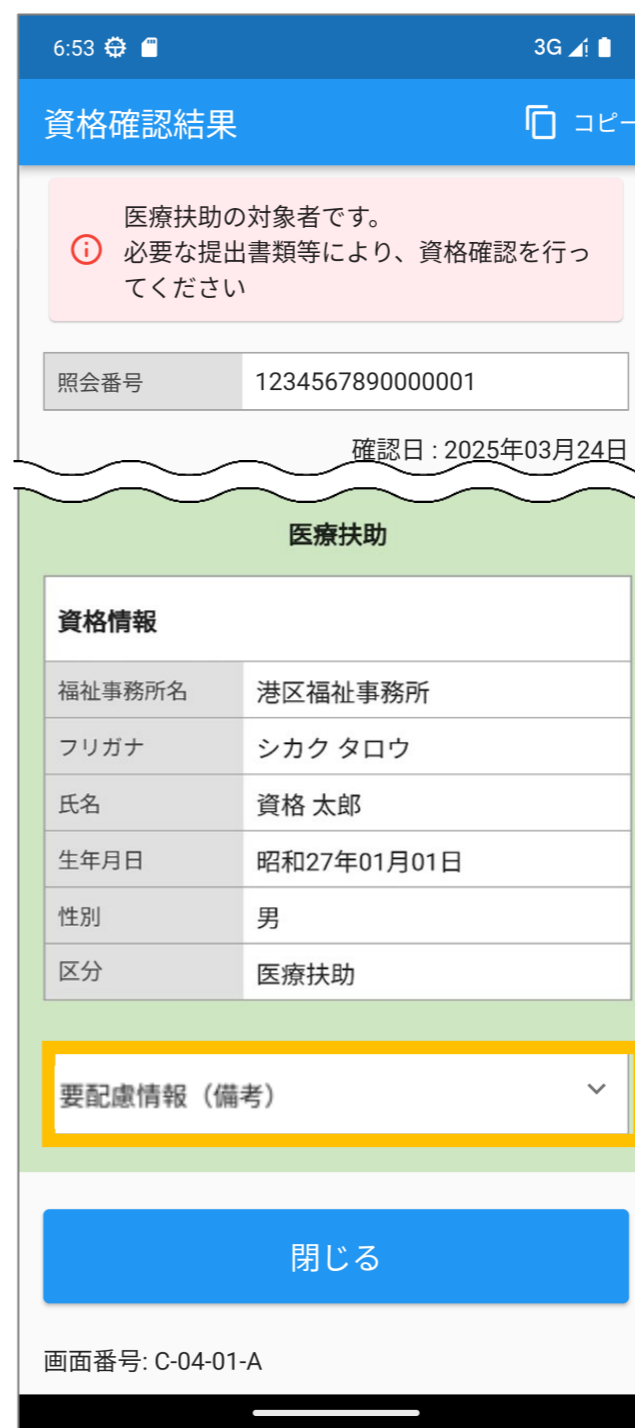 6:53 3G
資格確認結果 コピー
医療扶助の対象者です。
必要な提出書類等により、資格確認を行っ
てください
照会番号 1234567890000001
確認日 : 2025年03月24日
医療扶助
資格情報
福祉事務所名 港区福祉事務所
フリガナ シカク タロウ
氏名 資格 太郎
生年月日 昭和27年01月01日
性別 男
区分 医療扶助
要配慮情報（備考）
閉じる
画面番号: C-04-01-A